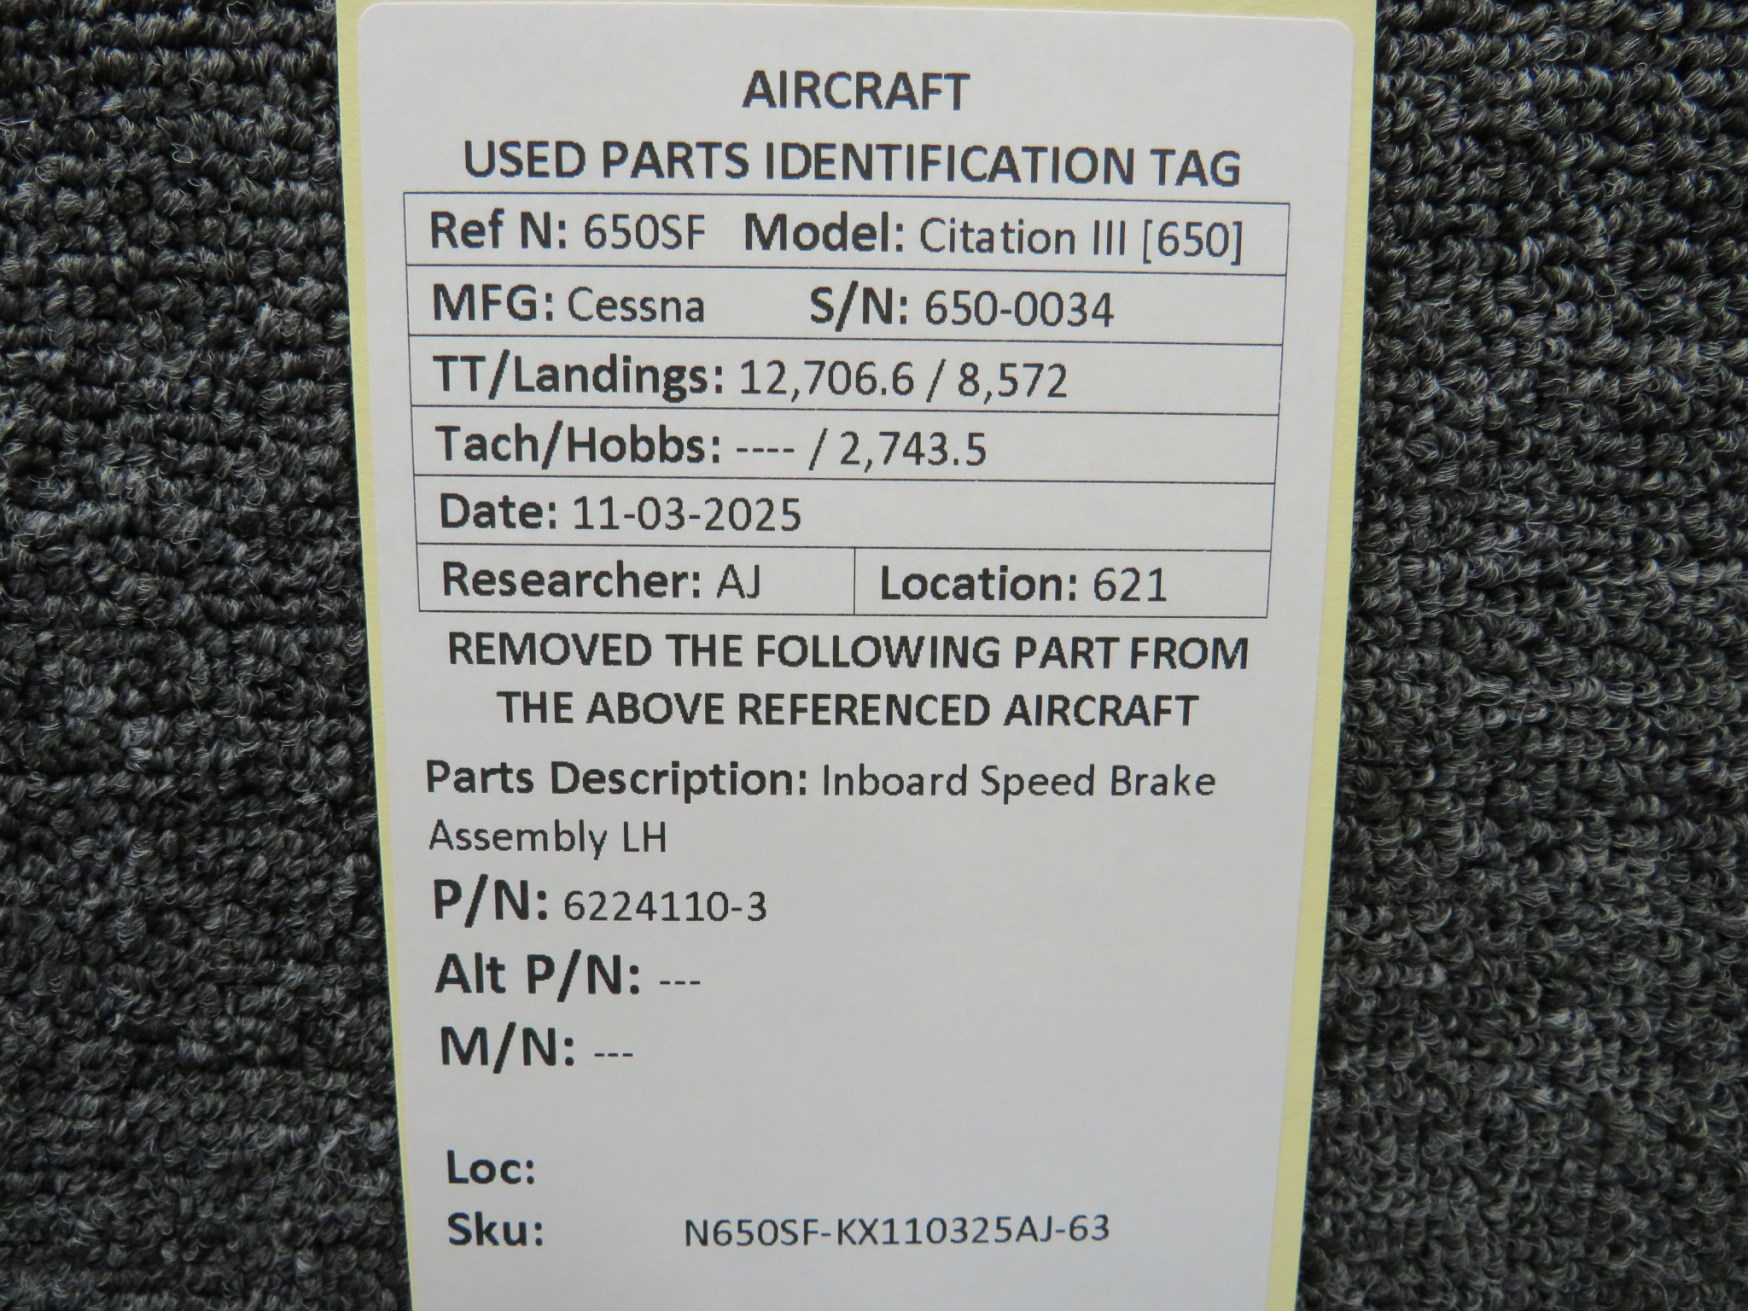 AIRCRAFT
USED PARTS IDENTIFICATION TAG
Ref N: 650SF Model: Citation III [650]
MFG: Cessna S/N: 650-0034
TT/Landings: 12,706.6 / 8,572
Tach/Hobbs: ---- / 2,743.5
Date: 11-03-2025
Researcher: AJ Location: 621
REMOVED THE FOLLOWING PART FROM
THE ABOVE REFERENCED AIRCRAFT
Parts Description: Inboard Speed Brake
Assembly LH
P/N: 6224110-3
Alt P/N: ---
M/N: ---
Loc:
Sku: N650SF-KX110325AJ-63